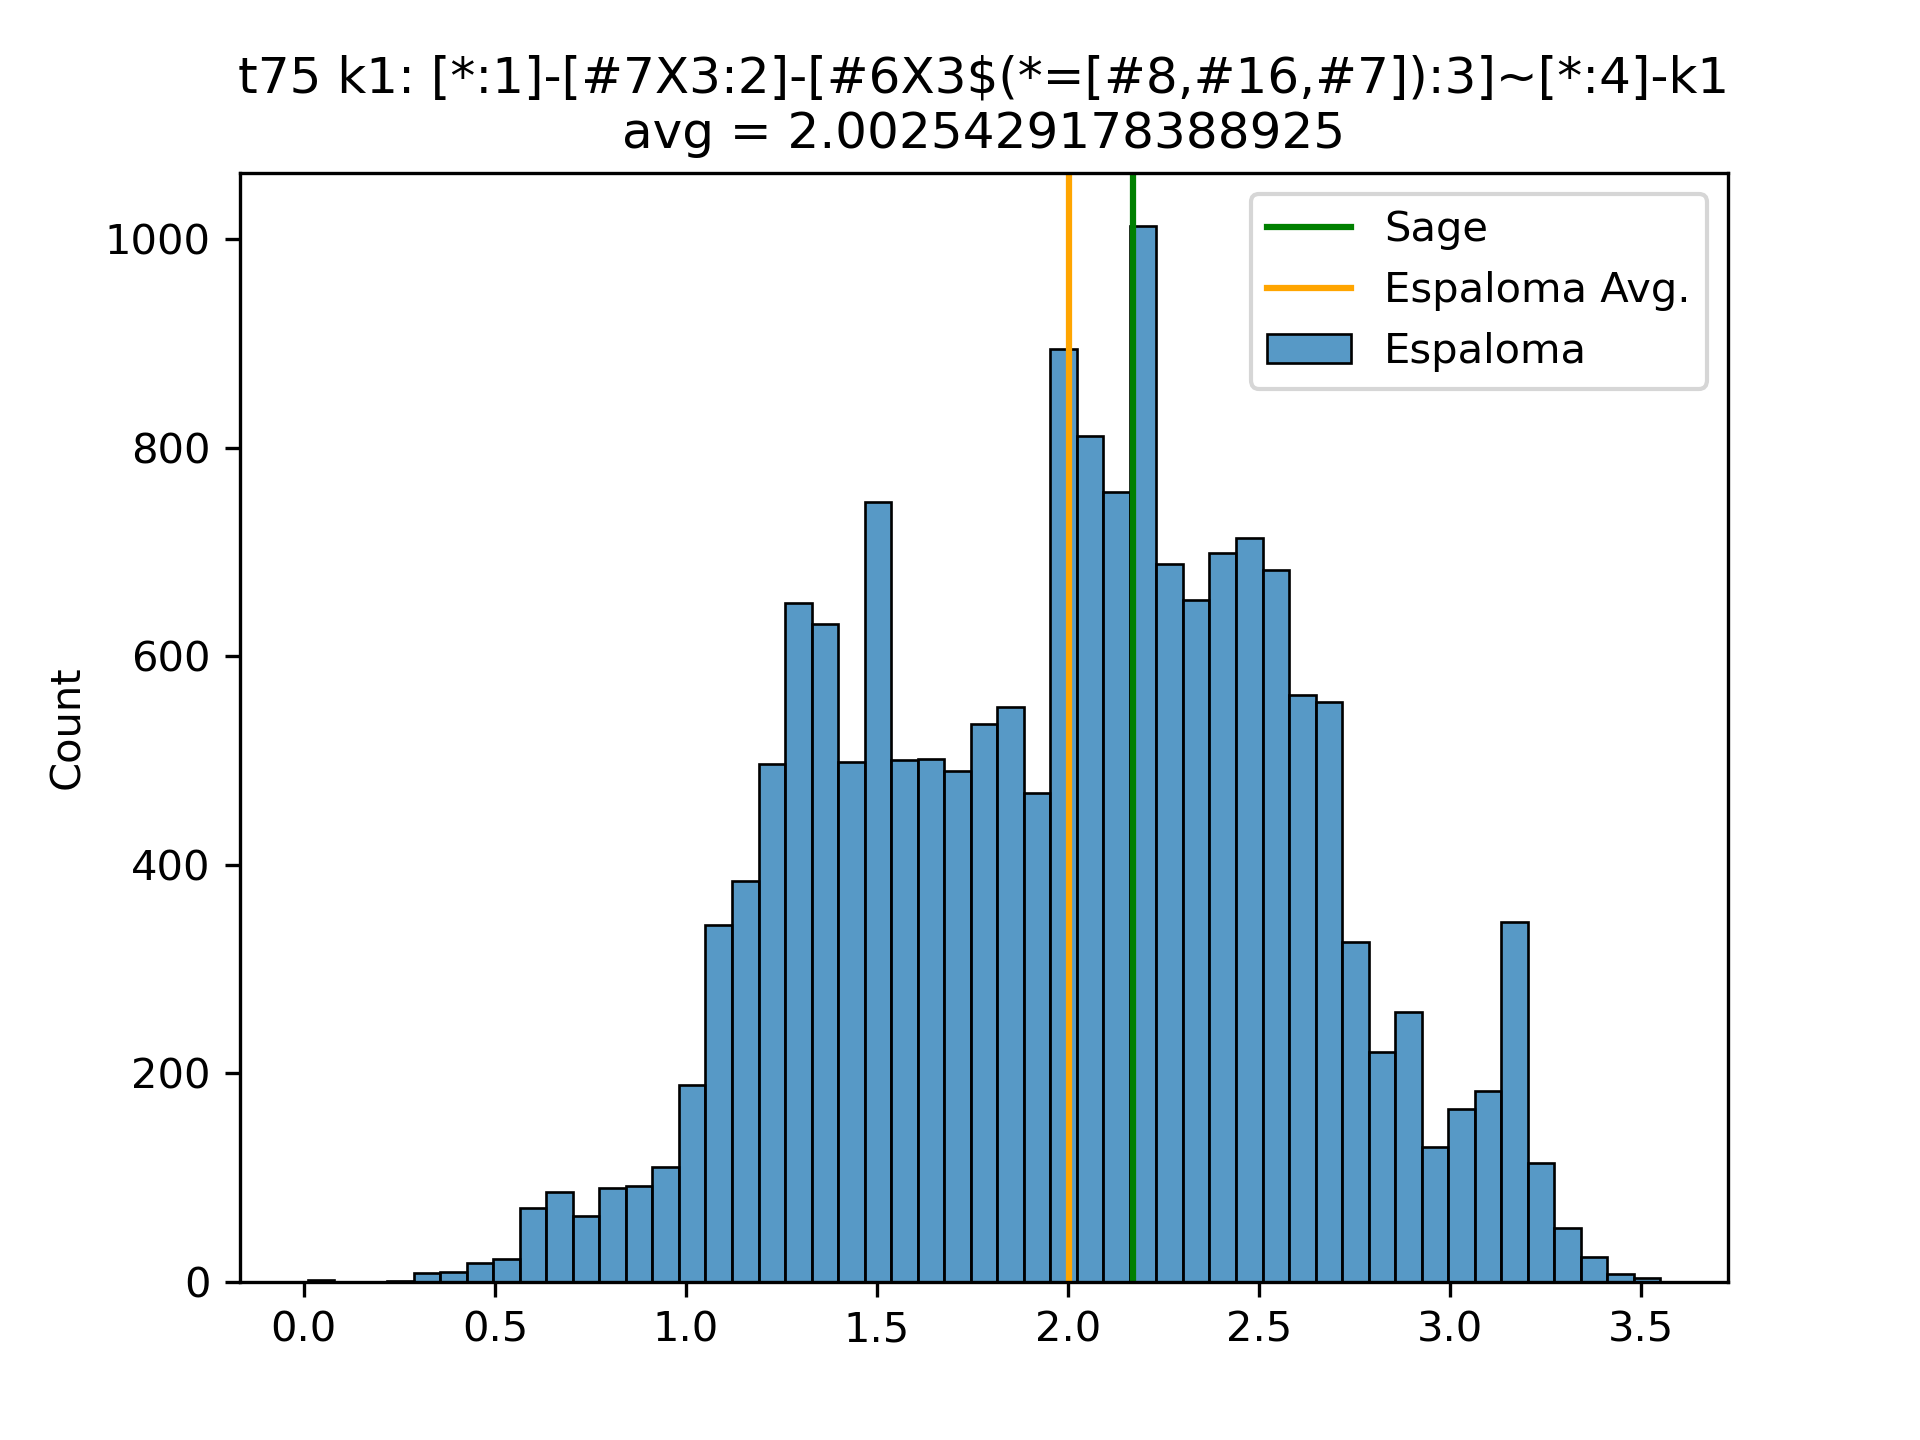 t75 k1: [*:1]-[#7X3:2]-[#6X3$(*=[#8,#16,#7]):3]~[*:4]-k1
avg = 2.0025429178388925
Sage
Espaloma Avg.
Espaloma
Count
1000
800
600
400
200
0
0.0 0.5 1.0 1.5 2.0 2.5 3.0 3.5